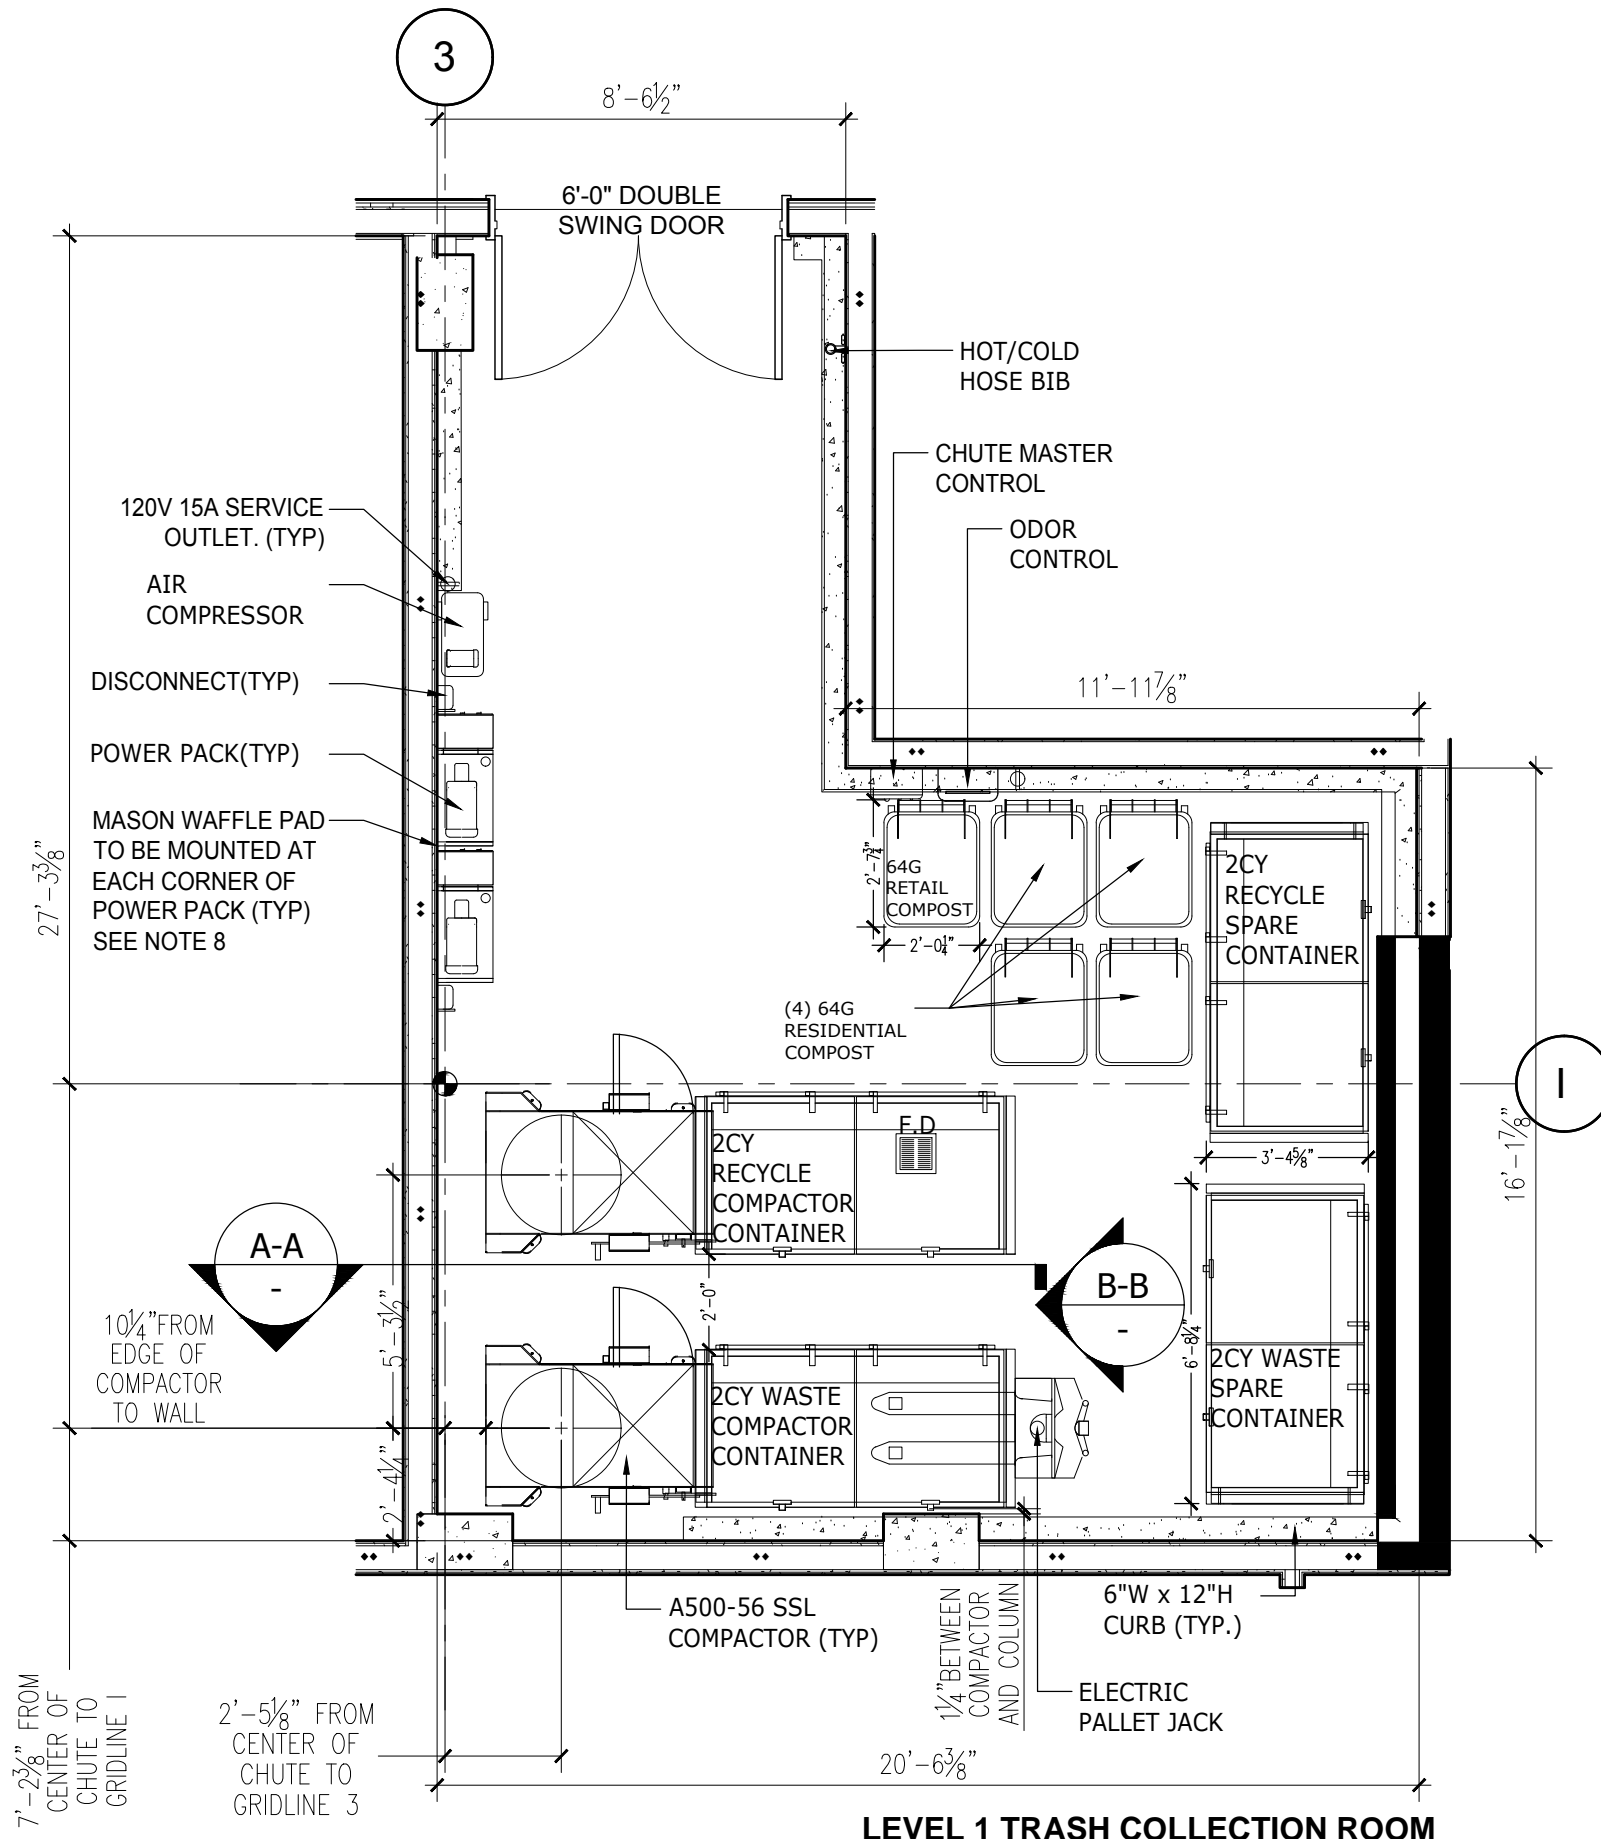 3
8'-6½"
6'-0" DOUBLE
SWING DOOR
HOT/COLD
HOSE BIB
CHUTE MASTER
CONTROL
ODOR
CONTROL
120V 15A SERVICE
OUTLET. (TYP)
AIR
COMPRESSOR
DISCONNECT(TYP)
POWER PACK(TYP)
MASON WAFFLE PAD
TO BE MOUNTED AT
EACH CORNER OF
POWER PACK (TYP)
SEE NOTE 8
27'-3⅜"
11'-11⅞"
2'-7¾"
64G
RETAIL
COMPOST
2'-0¼"
2CY
RECYCLE
SPARE
CONTAINER
(4) 64G
RESIDENTIAL
COMPOST
I
16'-1⅞"
3'-4⅝"
F.D
2CY
RECYCLE
COMPACTOR
CONTAINER
A-A
-
B-B
-
2'-0"
5'-3½"
10¼"FROM
EDGE OF
COMPACTOR
TO WALL
6'-8¼"
2CY WASTE
SPARE
CONTAINER
2CY WASTE
COMPACTOR
CONTAINER
2'-4¼"
A500-56 SSL
COMPACTOR (TYP)
1¼"BETWEEN
COMPACTOR
AND COLUMN
6"W x 12"H
CURB (TYP.)
ELECTRIC
PALLET JACK
7'-2⅜" FROM
CENTER OF
CHUTE TO
GRIDLINE I
2'-5⅛" FROM
CENTER OF
CHUTE TO
GRIDLINE 3
20'-6⅜"
LEVEL 1 TRASH COLLECTION ROOM